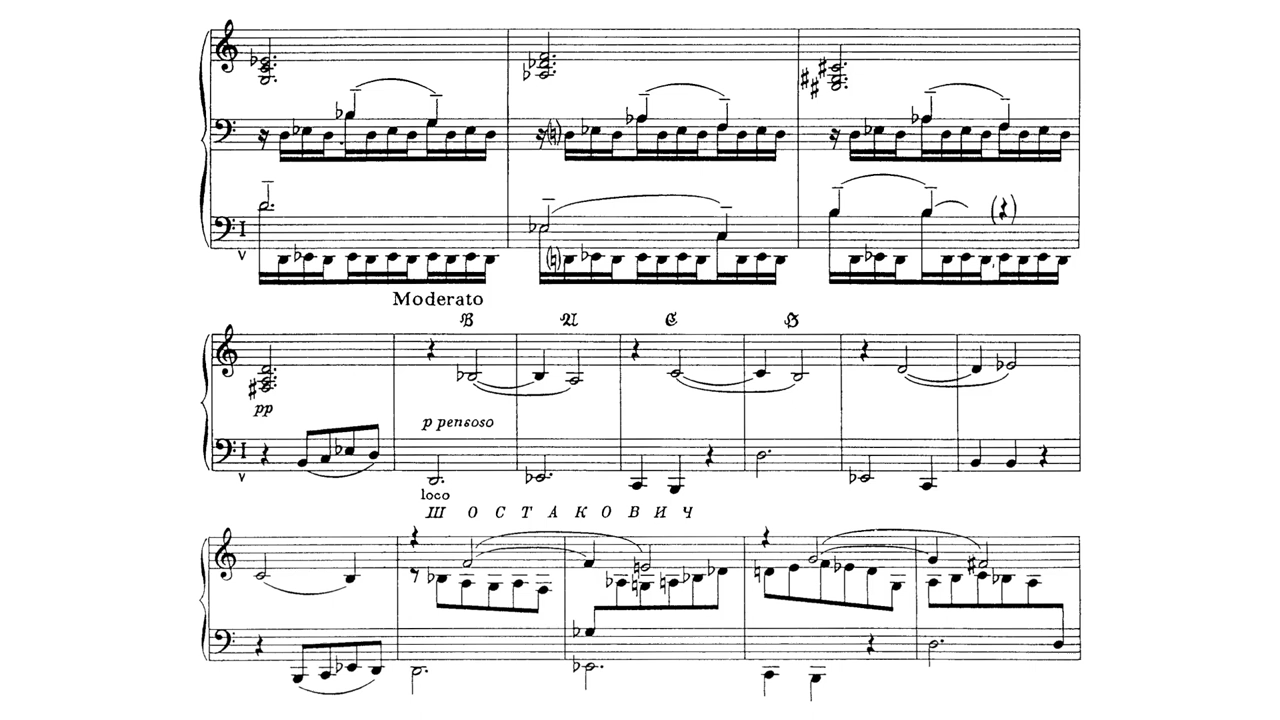 Moderato
B A C H
pp
p pensoso
loco
Ш О С Т А К О В И Ч